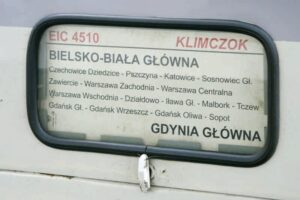 EIC 4510 KLIMCZOK
BIELSKO-BIAŁA GŁÓWNA
Czechowice Dziedzice - Pszczyna - Katowice - Sosnowiec Gł.
Zawiercie - Warszawa Zachodnia - Warszawa Centralna
Warszawa Wschodnia - Działdowo - Iława Gł. - Malbork - Tczew
Gdańsk Gł. - Gdańsk Wrzeszcz - Gdańsk Oliwa - Sopot
GDYNIA GŁÓWNA